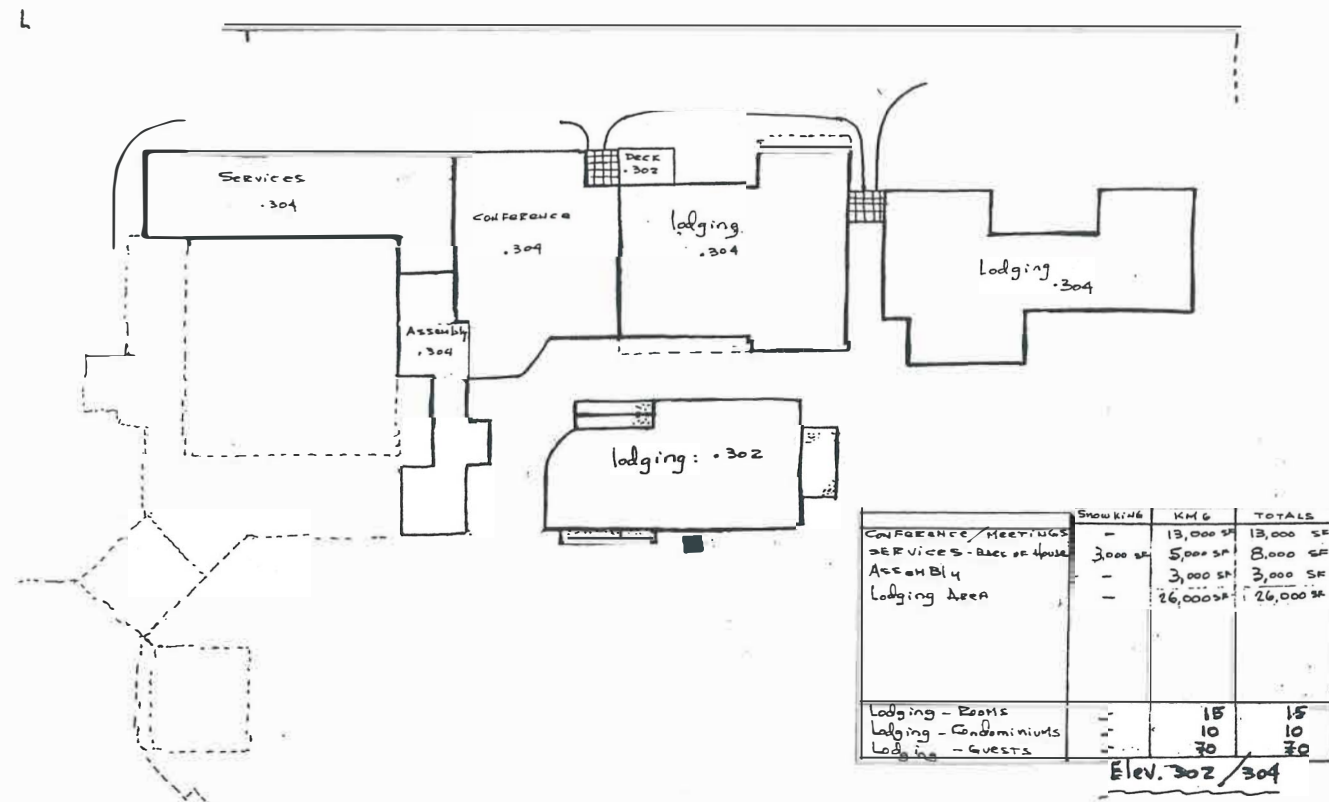 L
Deck
.302
Services
.304
Conference
.304
lodging
.304
Lodging
.304
Assembly
.304
lodging: .302
Snow King KM6 TOTALS
Conference/Meetings - 13,000 SF 13,000 SF
Services - Back of House 3,000 SF 5,000 SF 8,000 SF
Assembly - 3,000 SF 3,000 SF
Lodging Area - 26,000 SF 26,000 SF
Lodging - Rooms - 15 15
Lodging - Condominiums - 10 10
Lodging - Guests - 70 70
Elev. 302/304